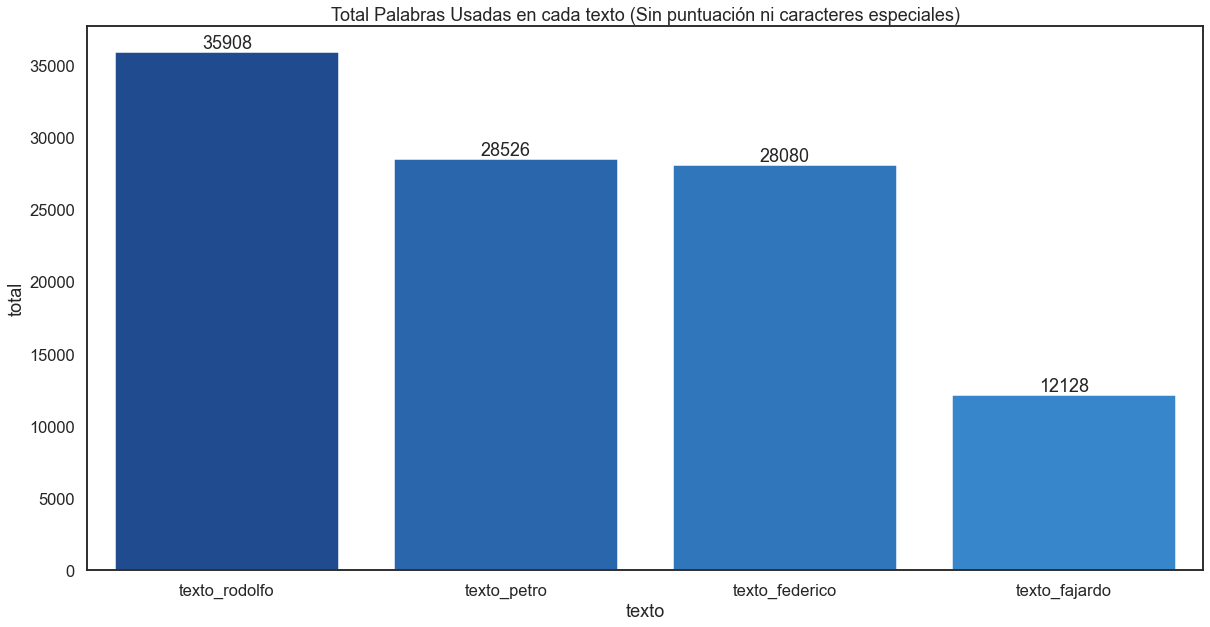 Total Palabras Usadas en cada texto (Sin puntuación ni caracteres especiales)
35908
28526
28080
12128
35000
30000
25000
20000
15000
10000
5000
0
total
texto_rodolfo
texto_petro
texto_federico
texto_fajardo
texto